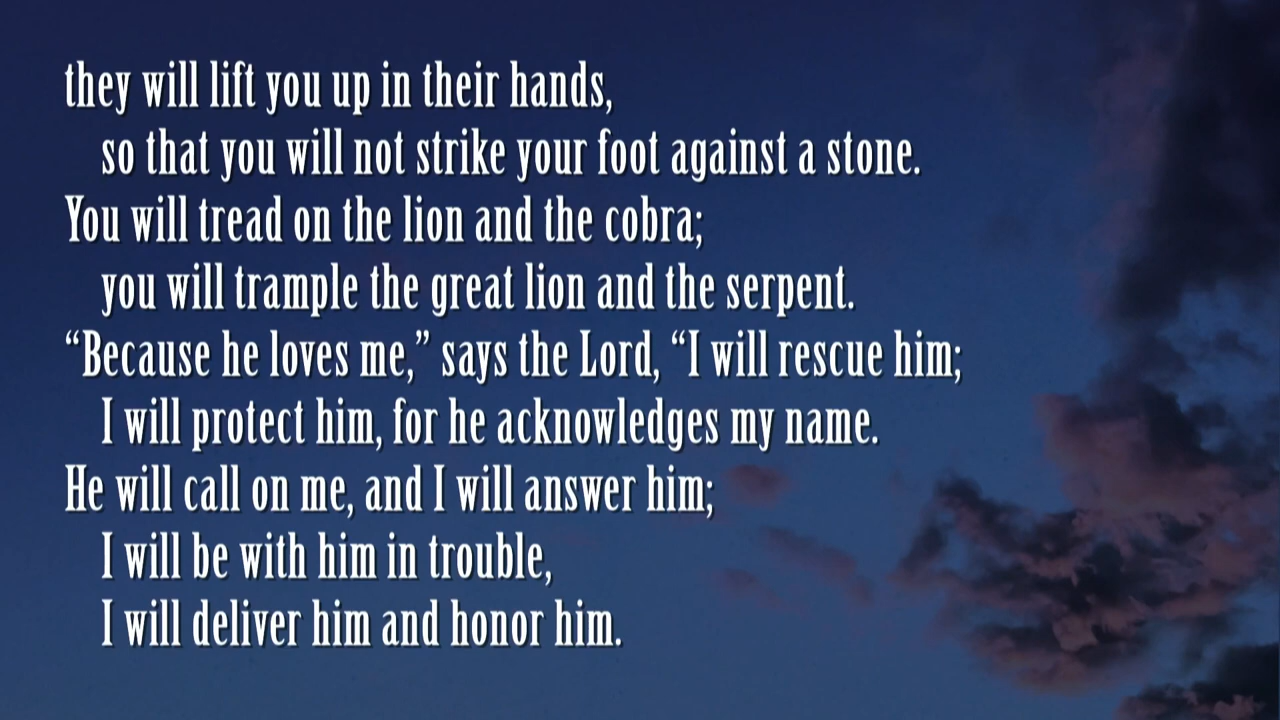 they will lift you up in their hands,
so that you will not strike your foot against a stone.
You will tread on the lion and the cobra;
you will trample the great lion and the serpent.
“Because he loves me,” says the Lord, “I will rescue him;
I will protect him, for he acknowledges my name.
He will call on me, and I will answer him;
I will be with him in trouble,
I will deliver him and honor him.